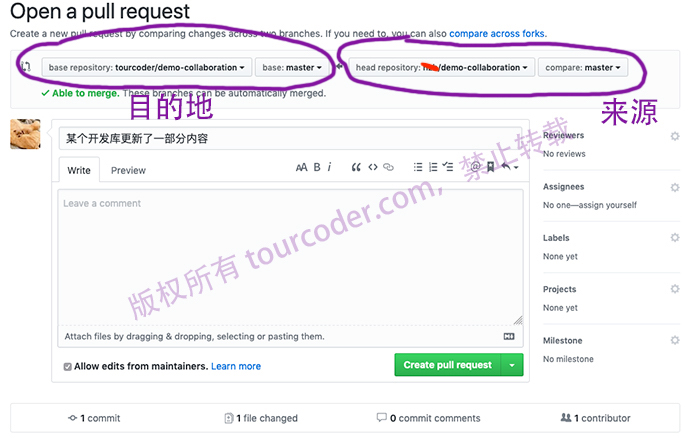 Open a pull request
Create a new pull request by comparing changes across two branches. If you need to, you can also compare across forks.
base repository: tourcoder/demo-collaboration base: master head repository: /demo-collaboration compare: master
Able to merge. These branches can be automatically merged.
目的地
来源
某个开发库更新了一部分内容
Write Preview
AA B i
Leave a comment
Attach files by dragging & dropping, selecting or pasting them.
Allow edits from maintainers. Learn more
Create pull request
Reviewers
No reviews
Assignees
No one—assign yourself
Labels
None yet
Projects
None yet
Milestone
No milestone
版权所有 tourcoder.com，禁止转载
1 commit 1 file changed 0 commit comments 1 contributor